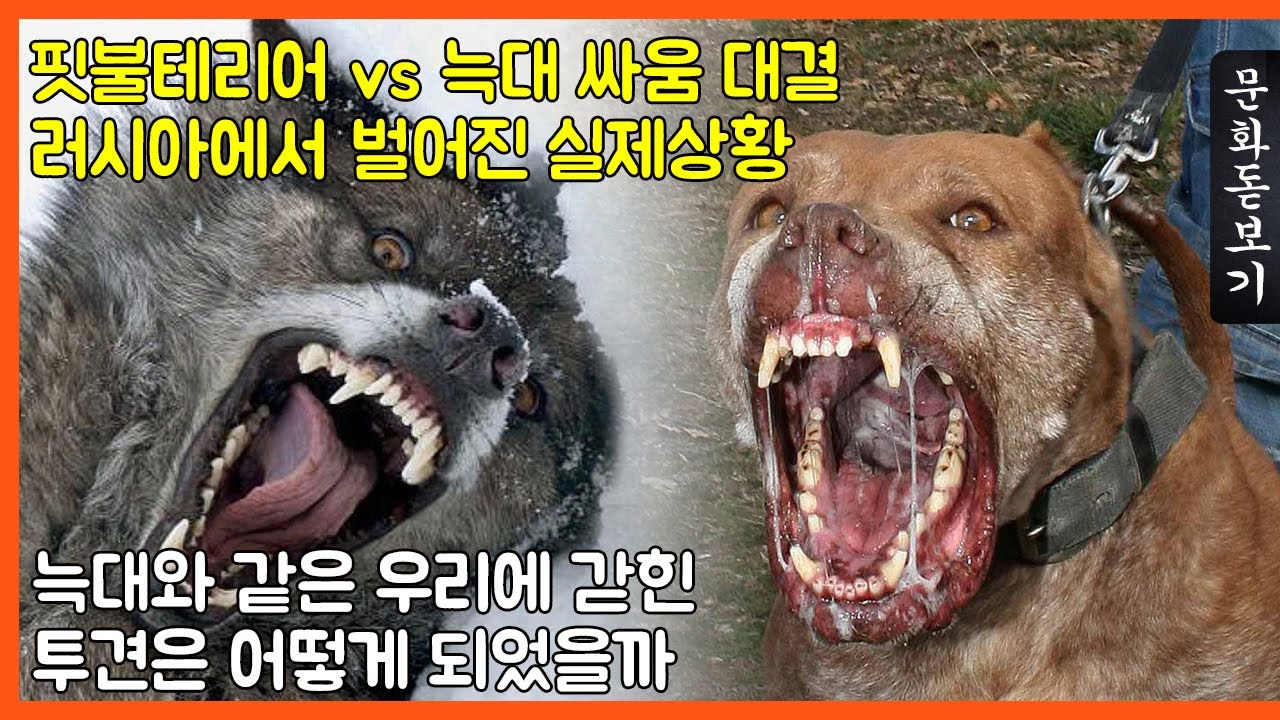 핏불테리어 vs 늑대 싸움 대결
러시아에서 벌어진 실제상황
문화돋보기
늑대와 같은 우리에 갇힌
투견은 어떻게 되었을까